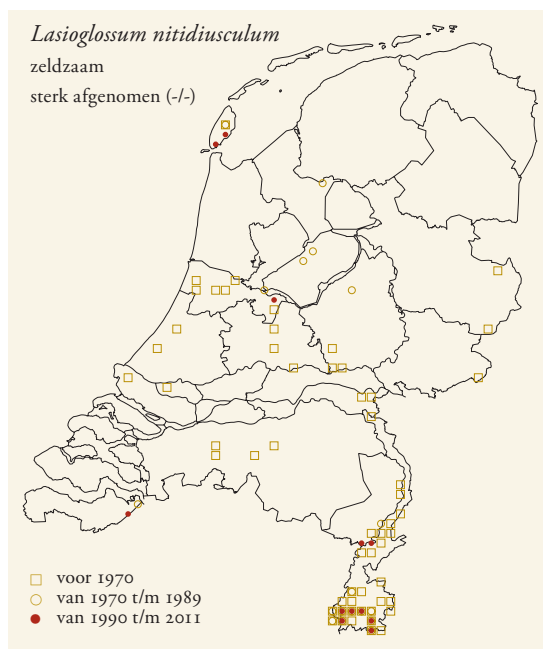 Lasioglossum nitidiusculum
zeldzaam
sterk afgenomen (-/-)
voor 1970
van 1970 t/m 1989
van 1990 t/m 2011